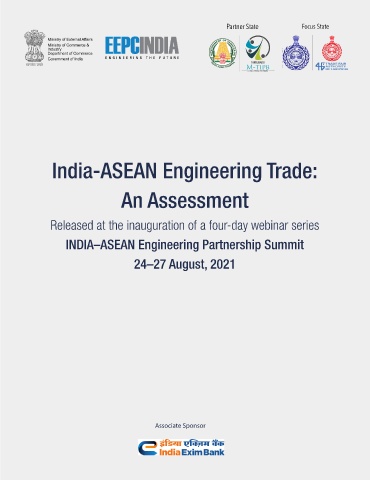 Partner State
Focus State
Ministry of External Affairs
Ministry of Commerce &
Industry
Department of Commerce
Government of India
EEPCINDIA
ENGINEERING THE FUTURE
M-TIPB
India-ASEAN Engineering Trade:
An Assessment
Released at the inauguration of a four-day webinar series
INDIA–ASEAN Engineering Partnership Summit
24–27 August, 2021
Associate Sponsor
इंडिया एक्ज़िम बैंक
India Exim Bank